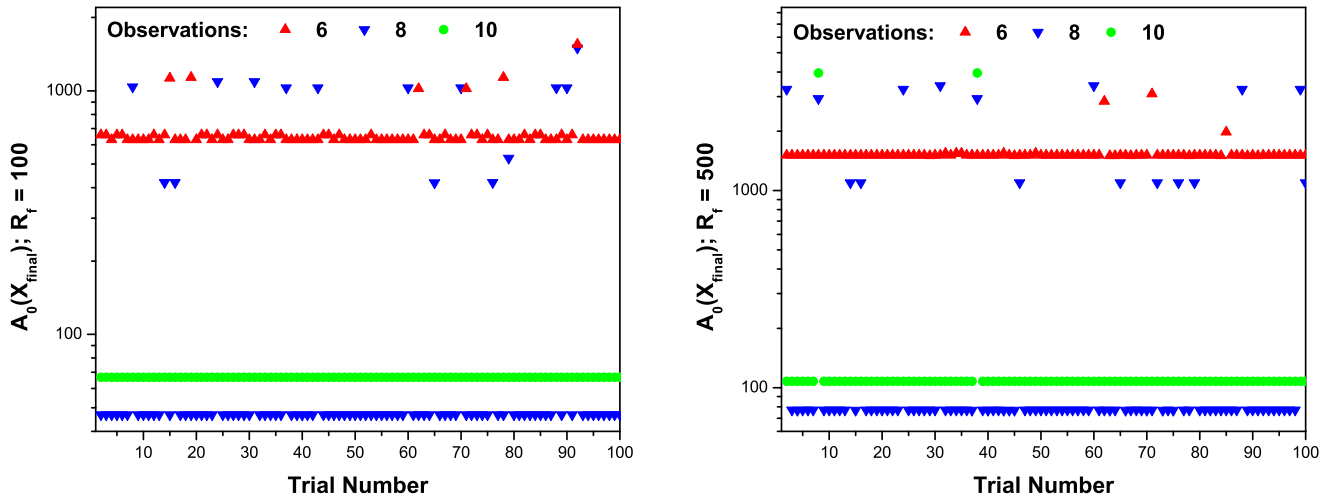 Observations: 6 8 10
1000
100
A0(Xfinal); Rf = 100
10 20 30 40 50 60 70 80 90 100
Trial Number
Observations: 6 8 10
1000
100
A0(Xfinal); Rf = 500
10 20 30 40 50 60 70 80 90 100
Trial Number